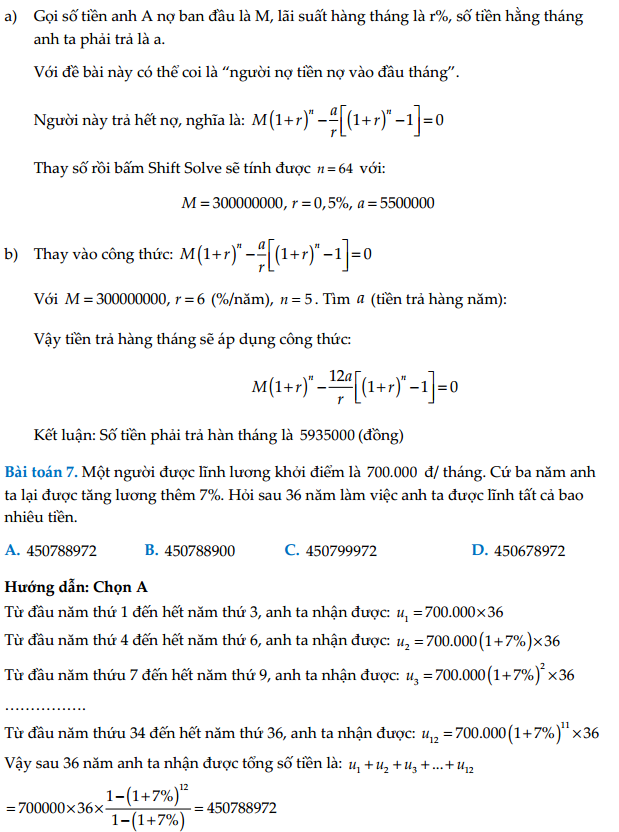 a) Gọi số tiền anh A nợ ban đầu là M, lãi suất hàng tháng là r%, số tiền hằng tháng
anh ta phải trả là a.
Với đề bài này có thể coi là “người nợ tiền nợ vào đầu tháng”.
Người này trả hết nợ, nghĩa là: M(1+r)^n − a/r[(1+r)^n −1]=0
Thay số rồi bấm Shift Solve sẽ tính được n = 64 với:
M = 300000000, r = 0,5%, a = 5500000
b) Thay vào công thức: M(1+r)^n − a/r[(1+r)^n −1]=0
Với M = 300000000, r = 6 (%/năm), n = 5. Tìm a (tiền trả hàng năm):
Vậy tiền trả hàng tháng sẽ áp dụng công thức:
M(1+r)^n − 12a/r[(1+r)^n −1]=0
Kết luận: Số tiền phải trả hàn tháng là 5935000 (đồng)
Bài toán 7. Một người được lĩnh lương khởi điểm là 700.000 đ/ tháng. Cứ ba năm anh
ta lại được tăng lương thêm 7%. Hỏi sau 36 năm làm việc anh ta được lĩnh tất cả bao
nhiêu tiền.
A. 450788972 B. 450788900 C. 450799972 D. 450678972
Hướng dẫn: Chọn A
Từ đầu năm thứ 1 đến hết năm thứ 3, anh ta nhận được: u₁ = 700.000×36
Từ đầu năm thứ 4 đến hết năm thứ 6, anh ta nhận được: u₂ = 700.000(1+7%)×36
Từ đầu năm thứu 7 đến hết năm thứ 9, anh ta nhận được: u₃ = 700.000(1+7%)²×36
................
Từ đầu năm thứu 34 đến hết năm thứ 36, anh ta nhận được: u₁₂ = 700.000(1+7%)¹¹×36
Vậy sau 36 năm anh ta nhận được tổng số tiền là: u₁ + u₂ + u₃ + ... + u₁₂
= 700000×36× 1−(1+7%)¹² / 1−(1+7%) = 450788972